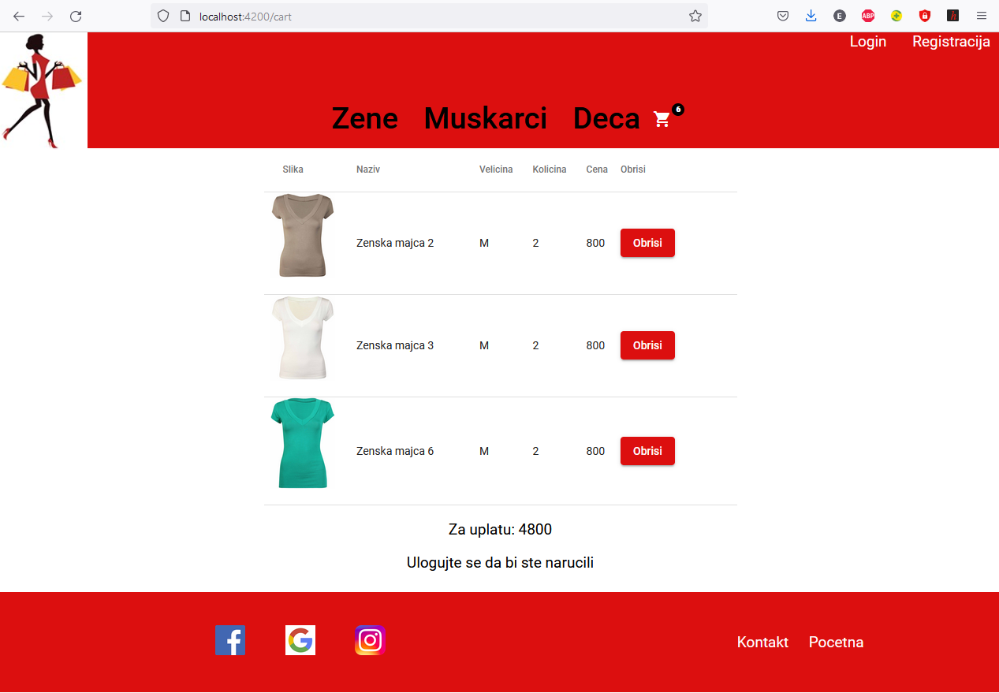 localhost:4200/cart
E
ABP
h
Login Registracija
Zene Muskarci Deca 6
Slika Naziv Velicina Kolicina Cena Obrisi
Zenska majca 2 M 2 800 Obrisi
Zenska majca 3 M 2 800 Obrisi
Zenska majca 6 M 2 800 Obrisi
Za uplatu: 4800
Ulogujte se da bi ste narucili
Kontakt Pocetna